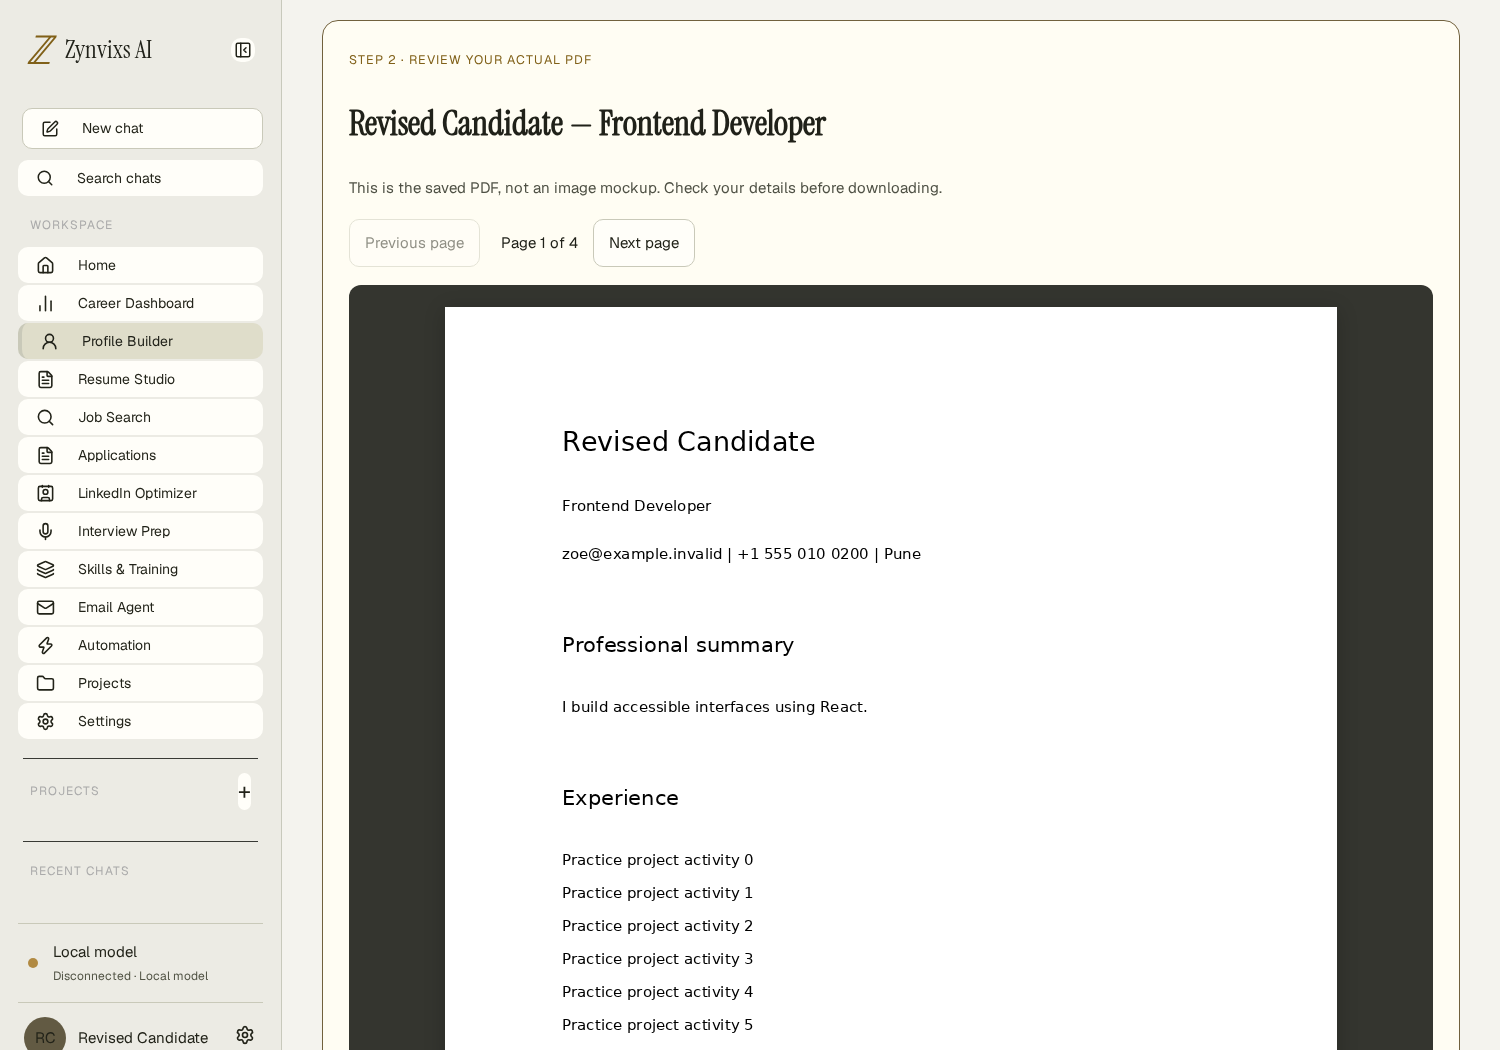 Zynvixs AI
New chat
Search chats
WORKSPACE
Home
Career Dashboard
Profile Builder
Resume Studio
Job Search
Applications
LinkedIn Optimizer
Interview Prep
Skills & Training
Email Agent
Automation
Projects
Settings
PROJECTS
+
RECENT CHATS
Local model
Disconnected · Local model
RC
Revised Candidate
STEP 2 · REVIEW YOUR ACTUAL PDF
Revised Candidate — Frontend Developer
This is the saved PDF, not an image mockup. Check your details before downloading.
Previous page
Page 1 of 4
Next page
Revised Candidate
Frontend Developer
zoe@example.invalid | +1 555 010 0200 | Pune
Professional summary
I build accessible interfaces using React.
Experience
Practice project activity 0
Practice project activity 1
Practice project activity 2
Practice project activity 3
Practice project activity 4
Practice project activity 5